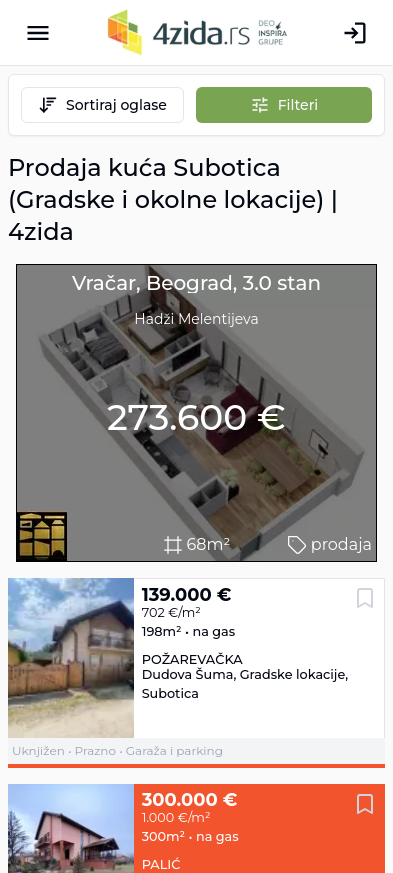 4zida.rs
DEO
INSPIRA
GRUPE
Sortiraj oglase
Filteri
Prodaja kuća Subotica
(Gradske i okolne lokacije) |
4zida
Vračar, Beograd, 3.0 stan
Hadži Melentijeva
273.600 €
68m²
prodaja
139.000 €
702 €/m²
198m² • na gas
POŽAREVAČKA
Dudova Šuma, Gradske lokacije,
Subotica
Uknjižen • Prazno • Garaža i parking
300.000 €
1.000 €/m²
300m² • na gas
PALIĆ